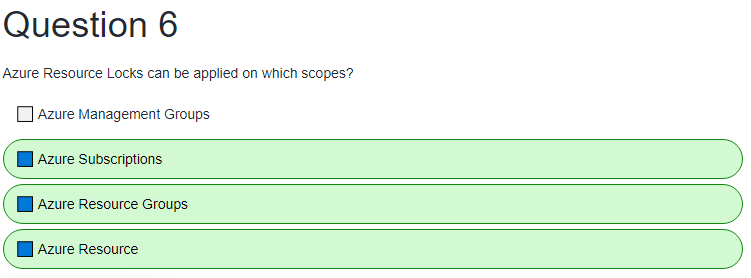 Question 6
Azure Resource Locks can be applied on which scopes?
Azure Management Groups
Azure Subscriptions
Azure Resource Groups
Azure Resource